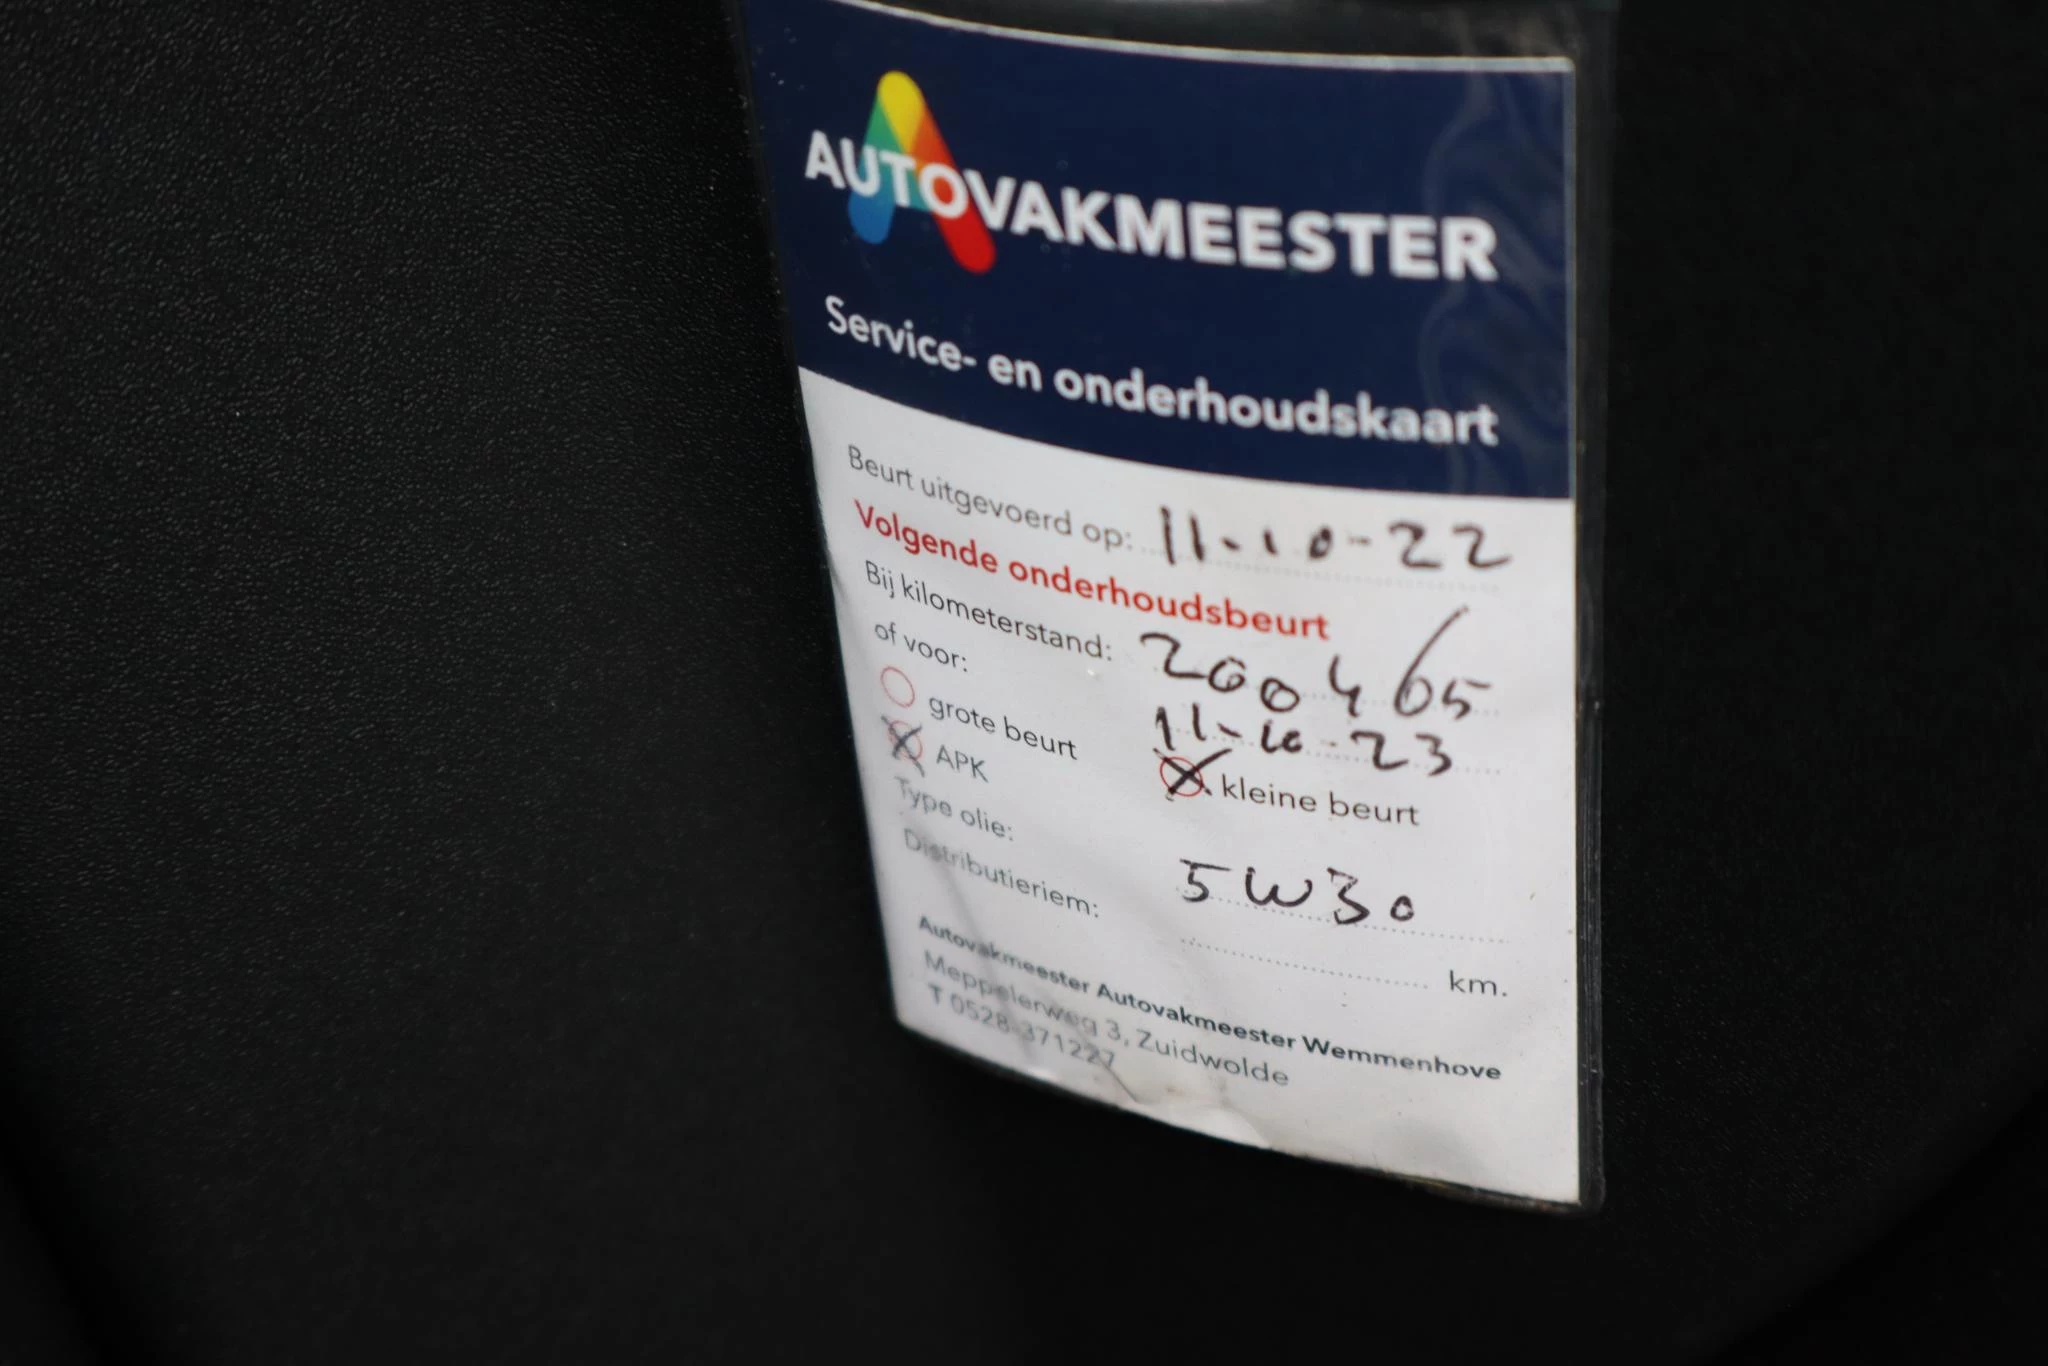 AUTOVAKMEESTER
Service- en onderhoudskaart
Beurt uitgevoerd op: 11-10-22
Volgende onderhoudsbeurt
Bij kilometerstand: 200465
of voor: 11-10-23
grote beurt
APK kleine beurt
Type olie: 5W30
Distributieriem: km.
Autovakmeester Autovakmeester Wemmenhove
Meppelerweg 3, Zuidwolde
T 0528-371227